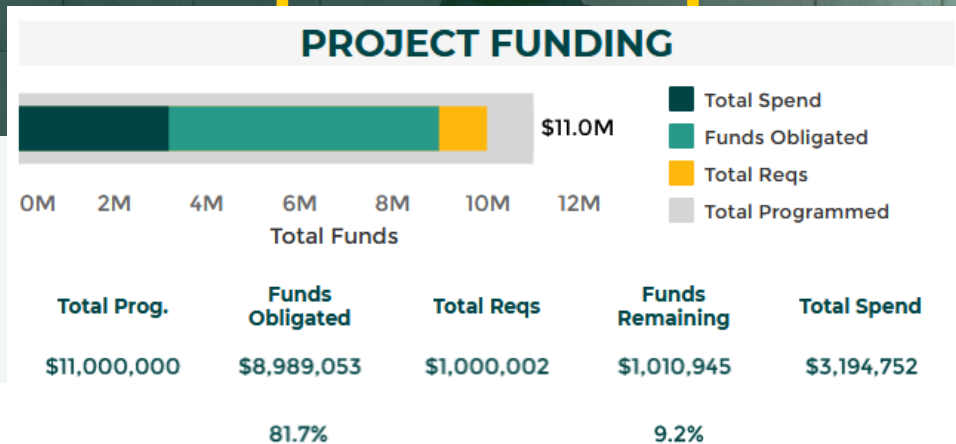 PROJECT FUNDING
$11.0M
Total Spend
Funds Obligated
Total Reqs
Total Programmed
0M 2M 4M 6M 8M 10M 12M
Total Funds
Total Prog.
Funds
Obligated
Total Reqs
Funds
Remaining
Total Spend
$11,000,000 $8,989,053 $1,000,002 $1,010,945 $3,194,752
81.7% 9.2%